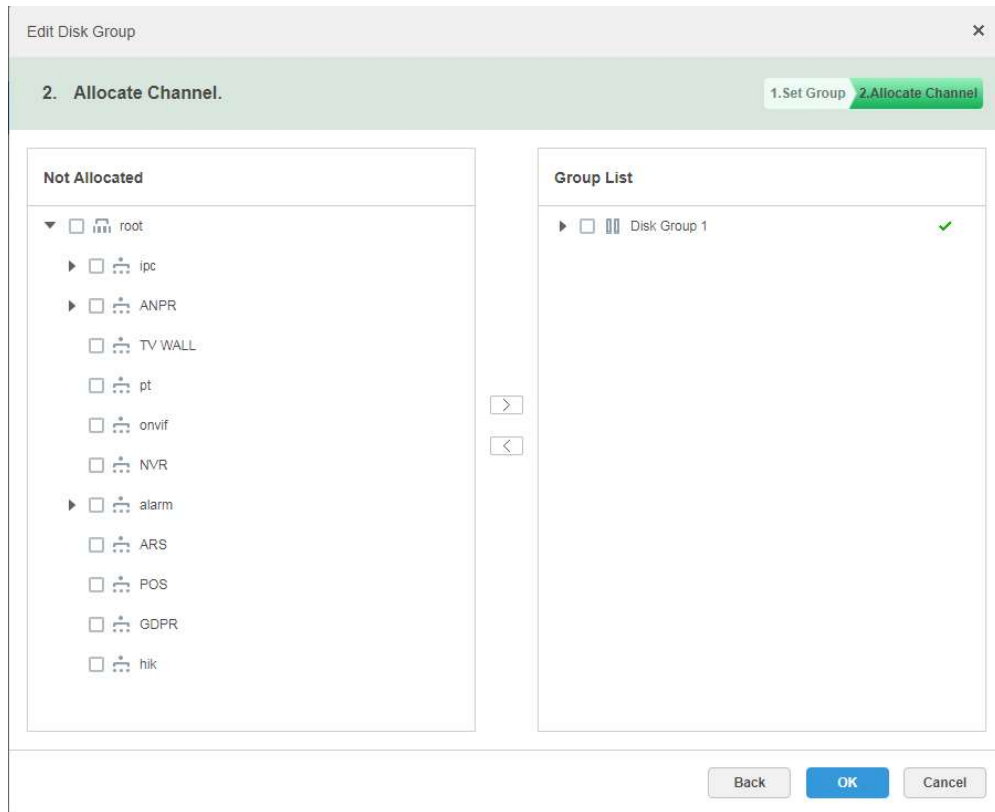 Edit Disk Group
2. Allocate Channel.
1.Set Group 2.Allocate Channel
Not Allocated
root
ipc
ANPR
TV WALL
pt
onvif
NVR
alarm
ARS
POS
GDPR
hik
Group List
Disk Group 1
Back OK Cancel